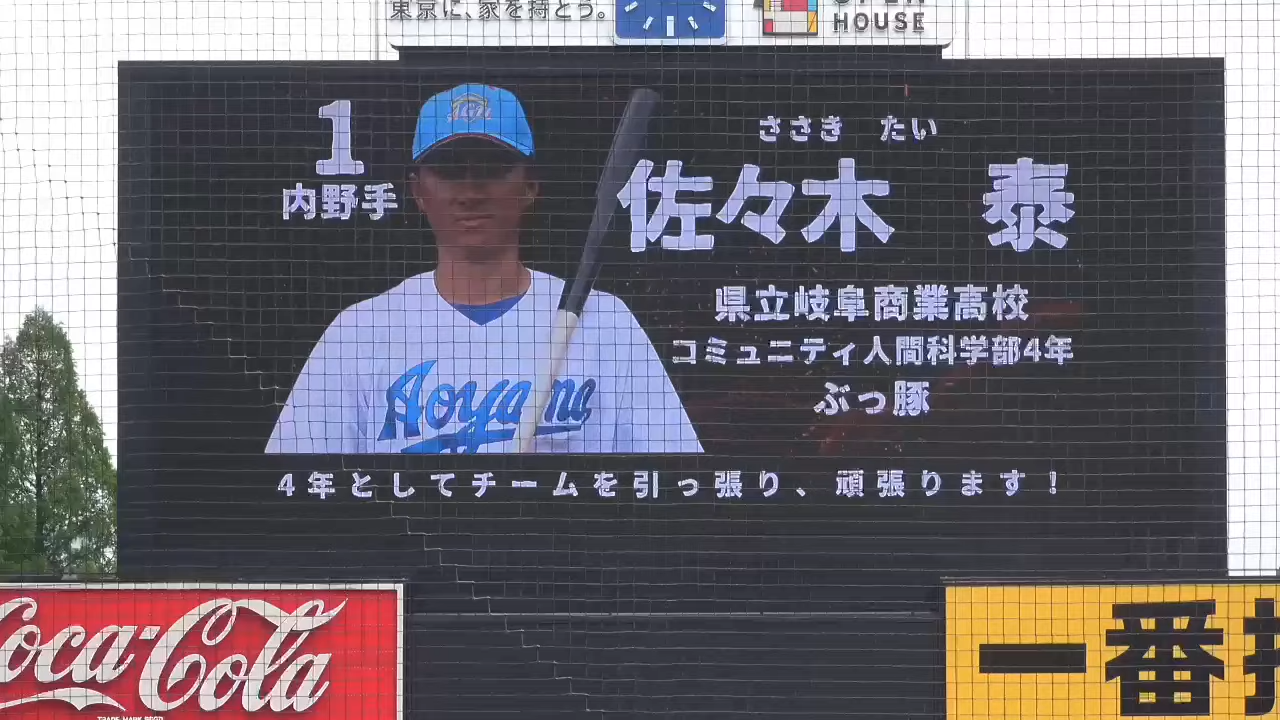 東京に、家を持とう。
OPEN
HOUSE
1
内野手
AGU
ささき たい
佐々木 泰
県立岐阜商業高校
コミュニティ人間科学部4年
ぶっ豚
Aoyama
4年としてチームを引っ張り、頑張ります！
Coca-Cola
一番